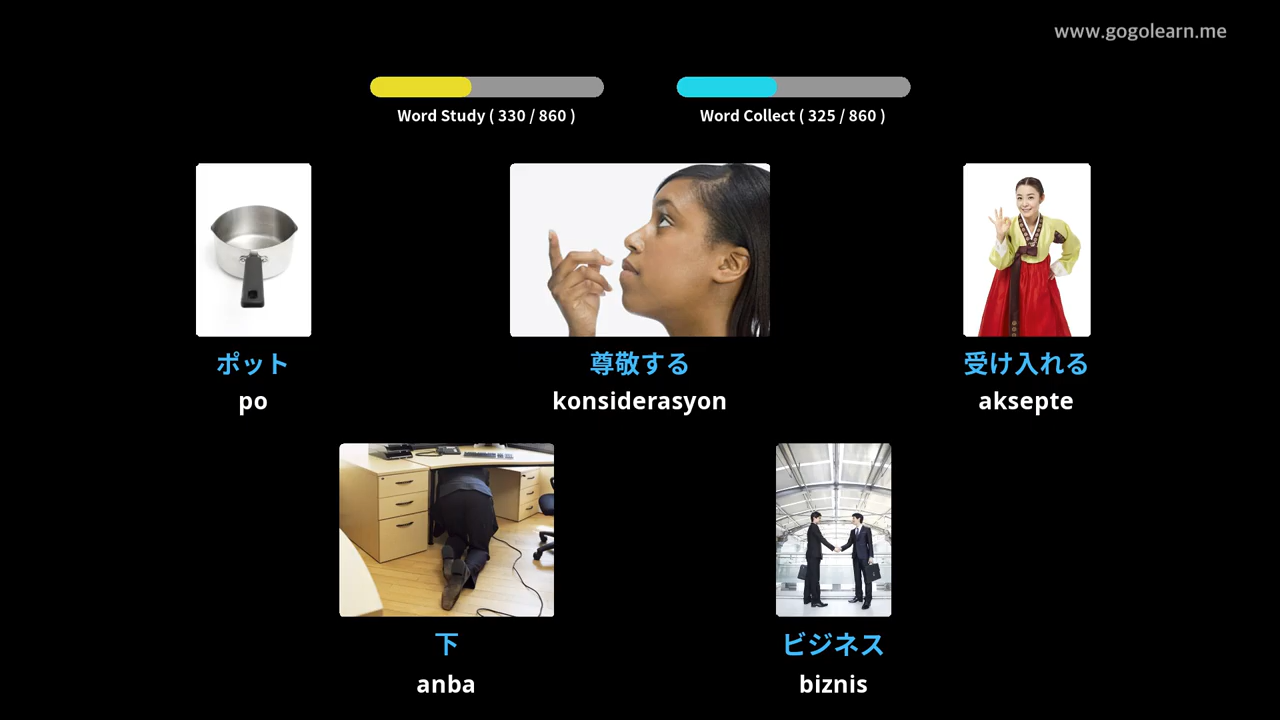 www.gogolearn.me
Word Study ( 330 / 860 )
Word Collect ( 325 / 860 )
ポット
po
尊敬する
konsiderasyon
受け入れる
aksepte
下
anba
ビジネス
biznis